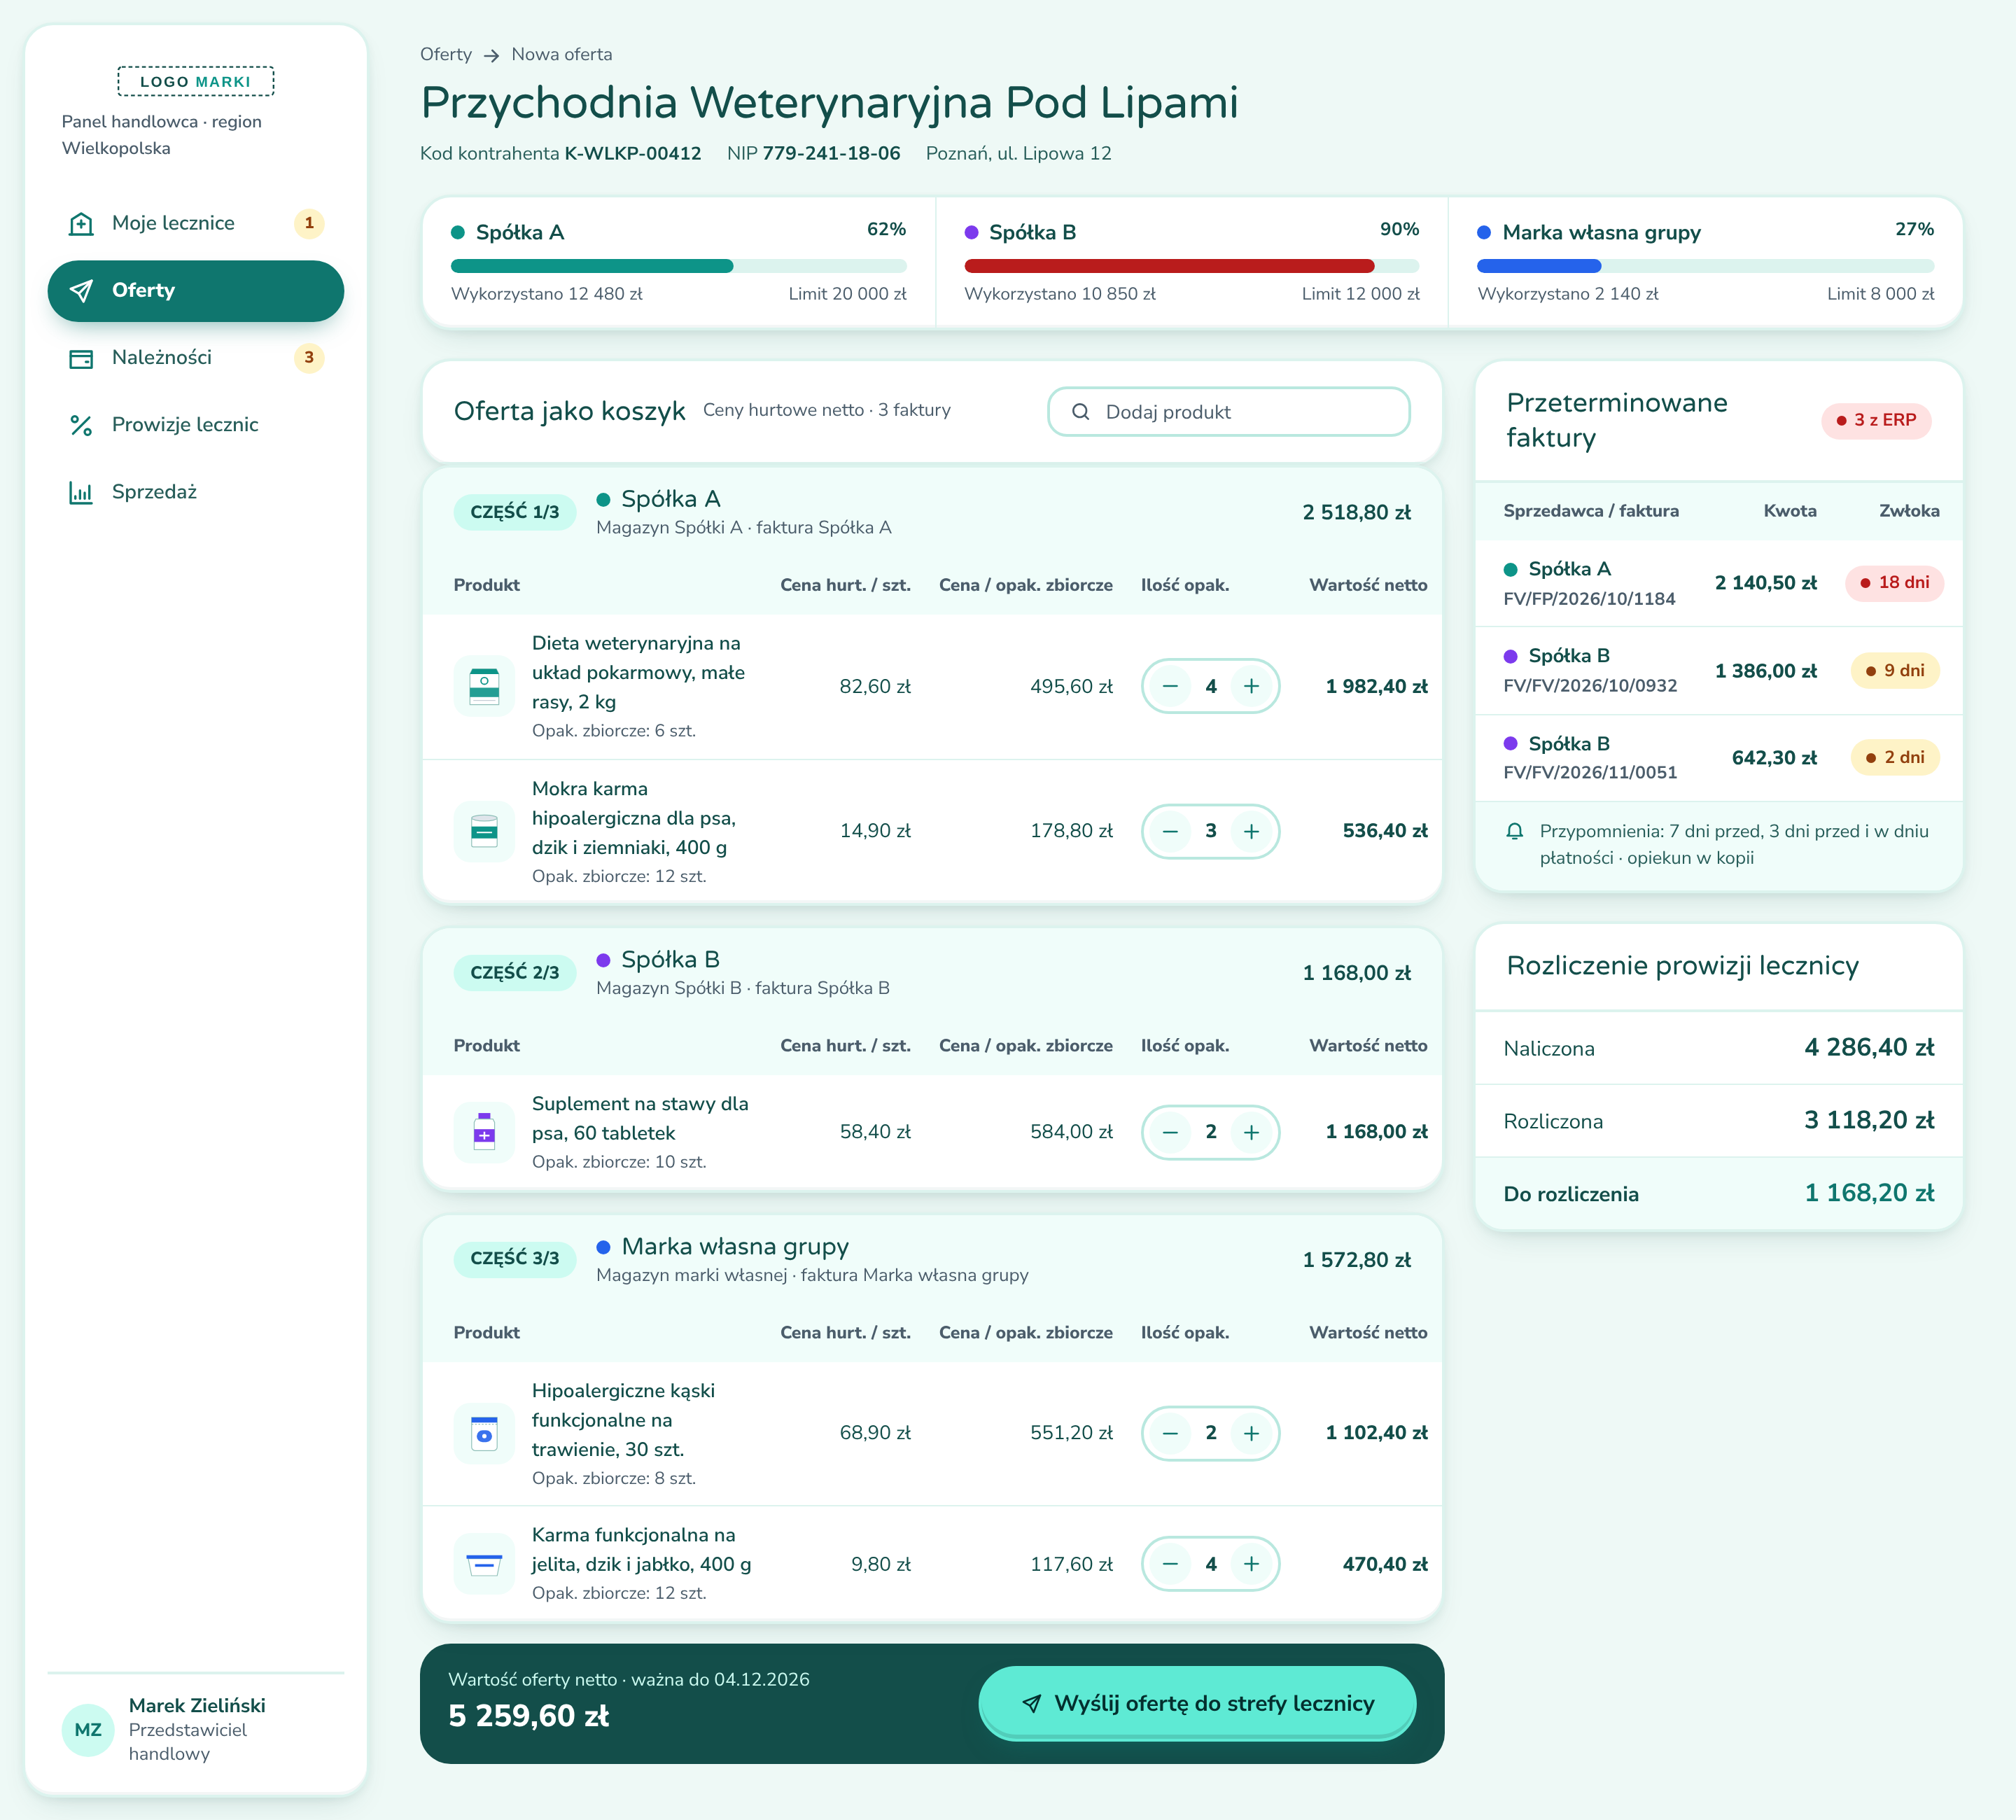 LOGO MARKI
Panel handlowca · region
Wielkopolska
Moje lecznice 1
Oferty
Należności 3
Prowizje lecznic
Sprzedaż
MZ
Marek Zieliński
Przedstawiciel
handlowy
Oferty → Nowa oferta
Przychodnia Weterynaryjna Pod Lipami
Kod kontrahenta K-WLKP-00412 NIP 779-241-18-06 Poznań, ul. Lipowa 12
Spółka A 62%
Wykorzystano 12 480 zł Limit 20 000 zł
Spółka B 90%
Wykorzystano 10 850 zł Limit 12 000 zł
Marka własna grupy 27%
Wykorzystano 2 140 zł Limit 8 000 zł
Oferta jako koszyk Ceny hurtowe netto · 3 faktury Dodaj produkt
CZĘŚĆ 1/3 Spółka A 2 518,80 zł
Magazyn Spółki A · faktura Spółka A
Produkt Cena hurt. / szt. Cena / opak. zbiorcze Ilość opak. Wartość netto
Dieta weterynaryjna na
układ pokarmowy, małe
rasy, 2 kg
Opak. zbiorcze: 6 szt.
82,60 zł 495,60 zł − 4 + 1 982,40 zł
Mokra karma
hipoalergiczna dla psa,
dzik i ziemniaki, 400 g
Opak. zbiorcze: 12 szt.
14,90 zł 178,80 zł − 3 + 536,40 zł
CZĘŚĆ 2/3 Spółka B 1 168,00 zł
Magazyn Spółki B · faktura Spółka B
Produkt Cena hurt. / szt. Cena / opak. zbiorcze Ilość opak. Wartość netto
Suplement na stawy dla
psa, 60 tabletek
Opak. zbiorcze: 10 szt.
58,40 zł 584,00 zł − 2 + 1 168,00 zł
CZĘŚĆ 3/3 Marka własna grupy 1 572,80 zł
Magazyn marki własnej · faktura Marka własna grupy
Produkt Cena hurt. / szt. Cena / opak. zbiorcze Ilość opak. Wartość netto
Hipoalergiczne kąski
funkcjonalne na
trawienie, 30 szt.
Opak. zbiorcze: 8 szt.
68,90 zł 551,20 zł − 2 + 1 102,40 zł
Karma funkcjonalna na
jelita, dzik i jabłko, 400 g
Opak. zbiorcze: 12 szt.
9,80 zł 117,60 zł − 4 + 470,40 zł
Wartość oferty netto · ważna do 04.12.2026
5 259,60 zł
Wyślij ofertę do strefy lecznicy
Przeterminowane
faktury
3 z ERP
Sprzedawca / faktura Kwota Zwłoka
Spółka A
FV/FP/2026/10/1184
2 140,50 zł 18 dni
Spółka B
FV/FV/2026/10/0932
1 386,00 zł 9 dni
Spółka B
FV/FV/2026/11/0051
642,30 zł 2 dni
Przypomnienia: 7 dni przed, 3 dni przed i w dniu
płatności · opiekun w kopii
Rozliczenie prowizji lecznicy
Naliczona 4 286,40 zł
Rozliczona 3 118,20 zł
Do rozliczenia 1 168,20 zł